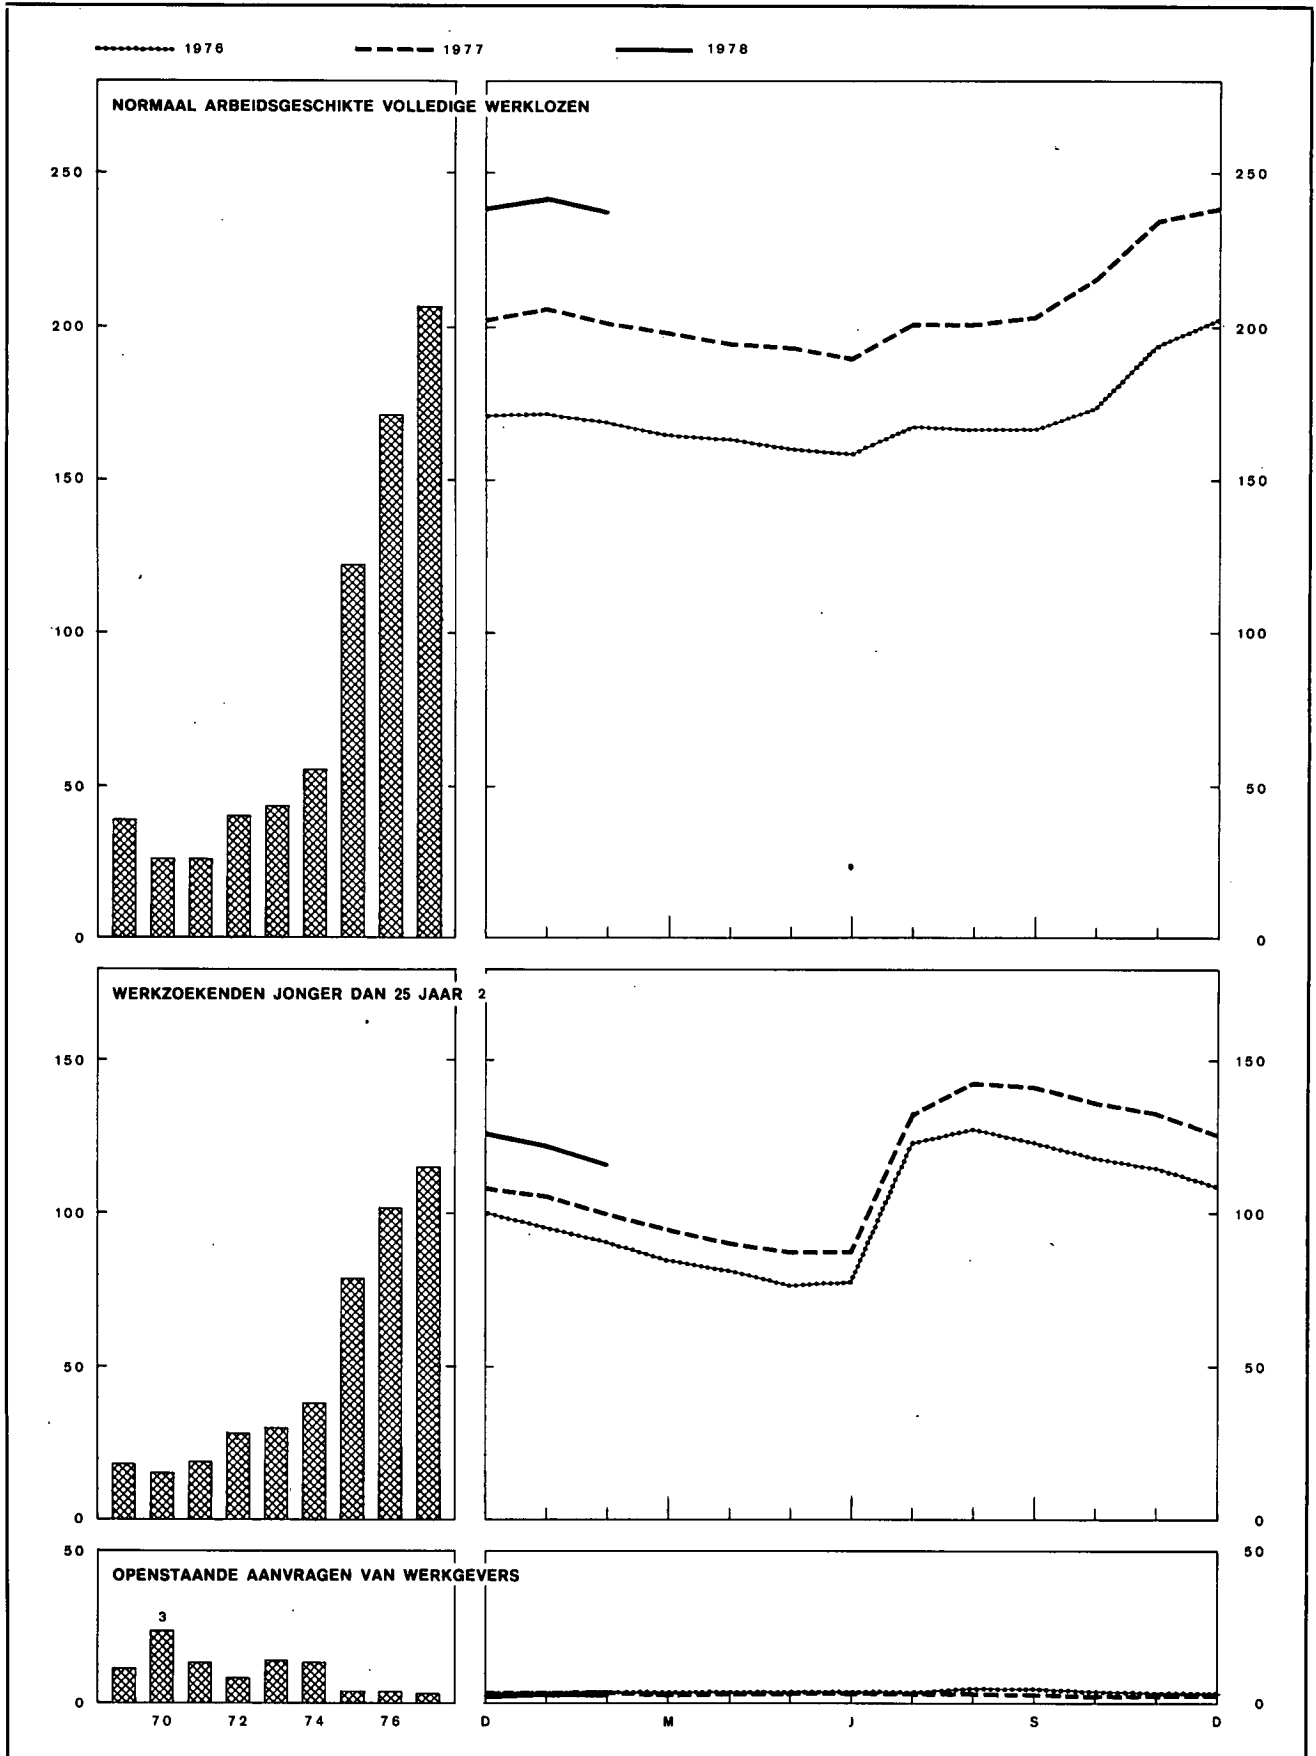 1976 1977 1978
NORMAAL ARBEIDSGESCHIKTE VOLLEDIGE WERKLOZEN
250 250
200 200
150 150
100 100
50 50
0 0
WERKZOEKENDEN JONGER DAN 25 JAAR 2
150 150
100 100
50 50
0 0
50 50
OPENSTAANDE AANVRAGEN VAN WERKGEVERS
3
0 0
70 72 74 76 D M J S D